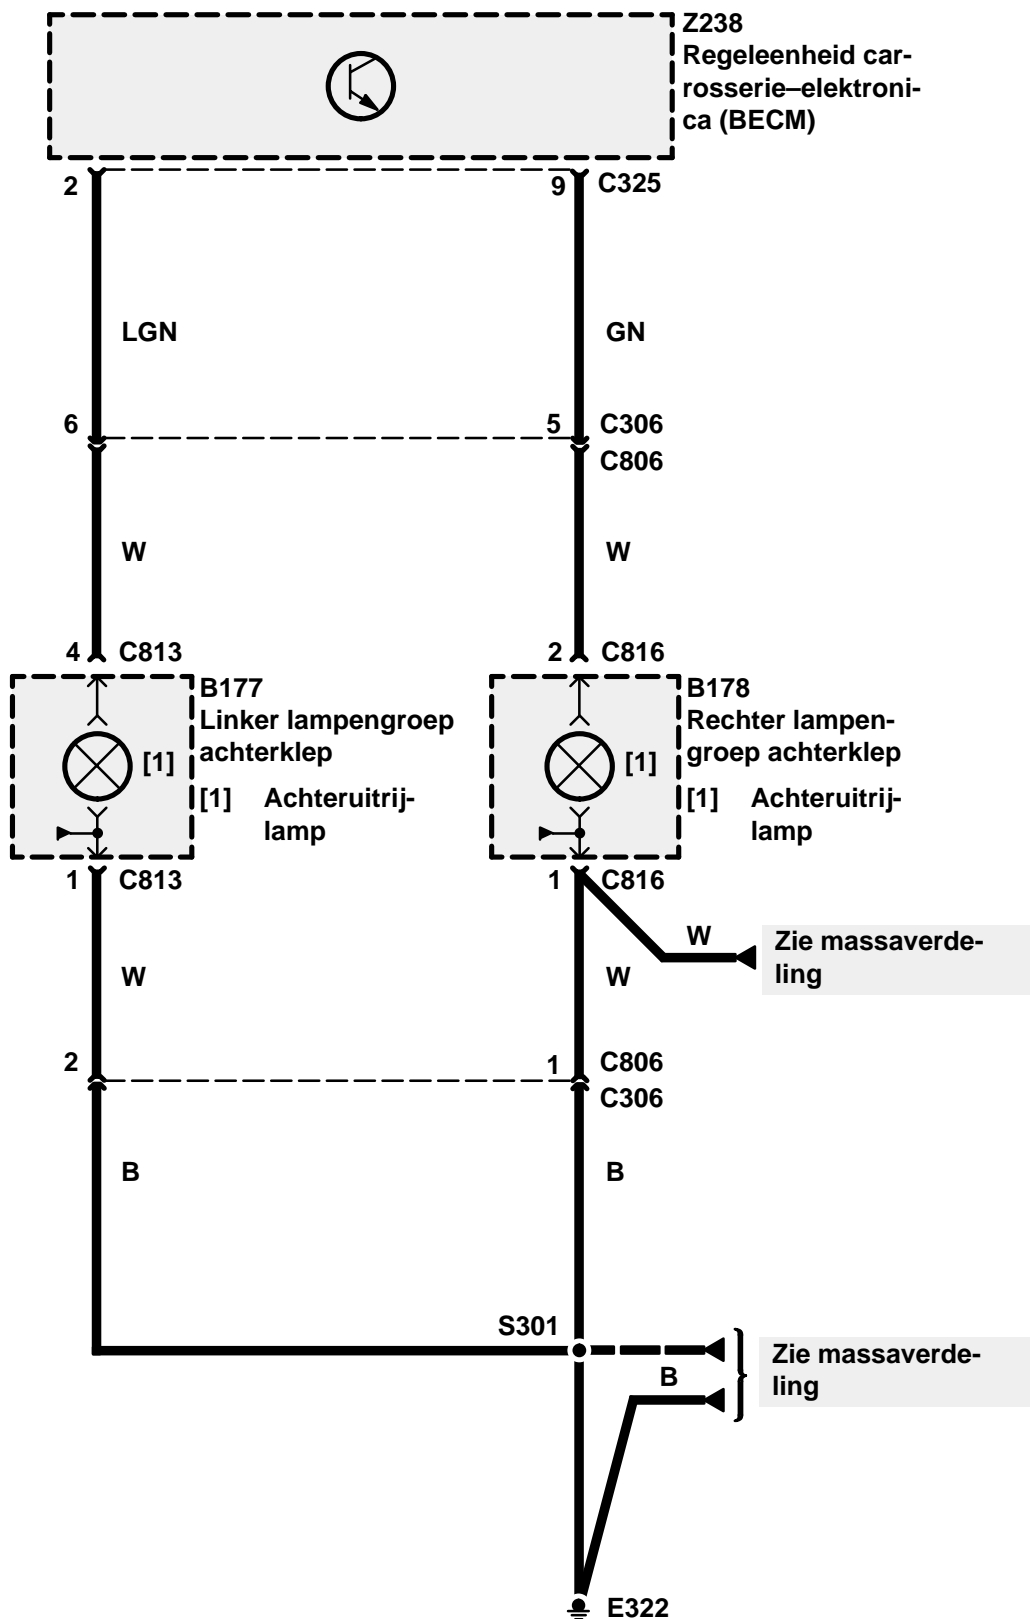 Z238
Regeleenheid car-
rosserie–elektroni-
ca (BECM)
2
9
C325
LGN
GN
6
5
C306
C806
W
W
4
C813
2
C816
B177
Linker lampengroep
achterklep
[1]
[1] Achteruitrij-
lamp
B178
Rechter lampen-
groep achterklep
[1]
[1] Achteruitrij-
lamp
1
C813
1
C816
W
Zie massaverde-
ling
W
W
2
1
C806
C306
B
B
S301
Zie massaverde-
ling
B
E322